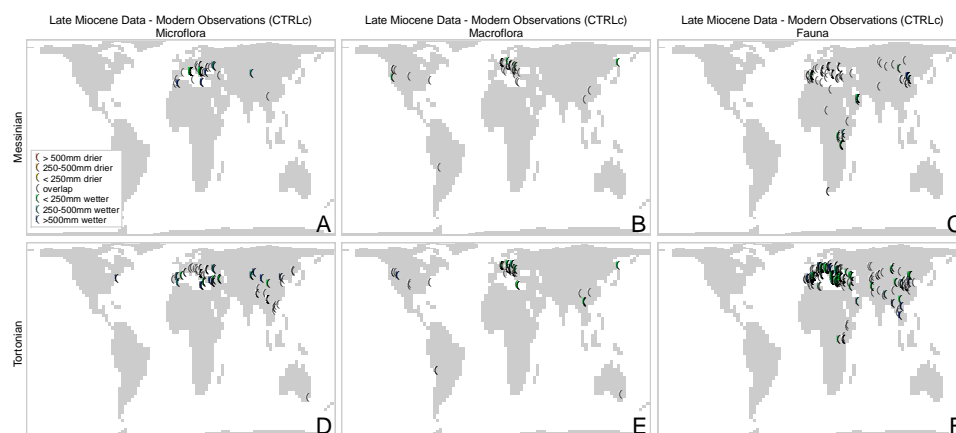 Late Miocene Data - Modern Observations (CTRLc)
Microflora
Late Miocene Data - Modern Observations (CTRLc)
Macroflora
Late Miocene Data - Modern Observations (CTRLc)
Fauna
Messinian
> 500mm drier
250-500mm drier
< 250mm drier
overlap
< 250mm wetter
250-500mm wetter
>500mm wetter
A
B
C
Tortonian
D
E
F